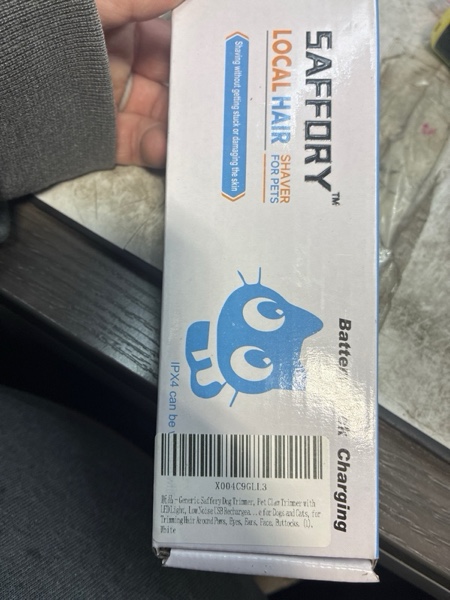 SAFFORY™
LOCAL HAIR
SHAVER
FOR PETS
Shaving without getting stuck or damaging the skin
Charging
IPX4 can be
X004C9GLL3
Generic Saffory Dog Trimmer, Pet Claw Trimmer with
LED Light, Low Noise USB Rechargea...e for Dogs and Cats, for
Trimming Hair Around Paws, Eyes, Ears, Face, Buttocks. (1),
White